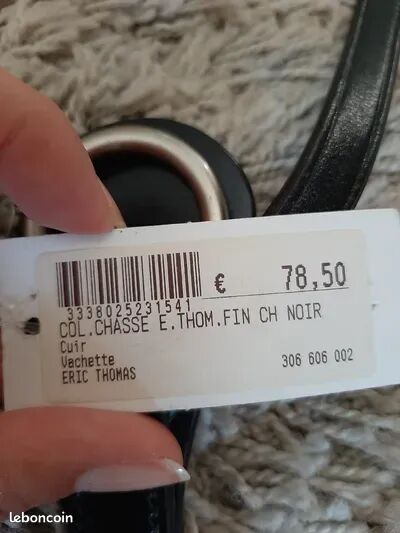 € 78,50
3338025231541
COL.CHASSE E.THOM.FIN CH NOIR
Cuir
Vachette 306 606 002
ERIC THOMAS
leboncoin